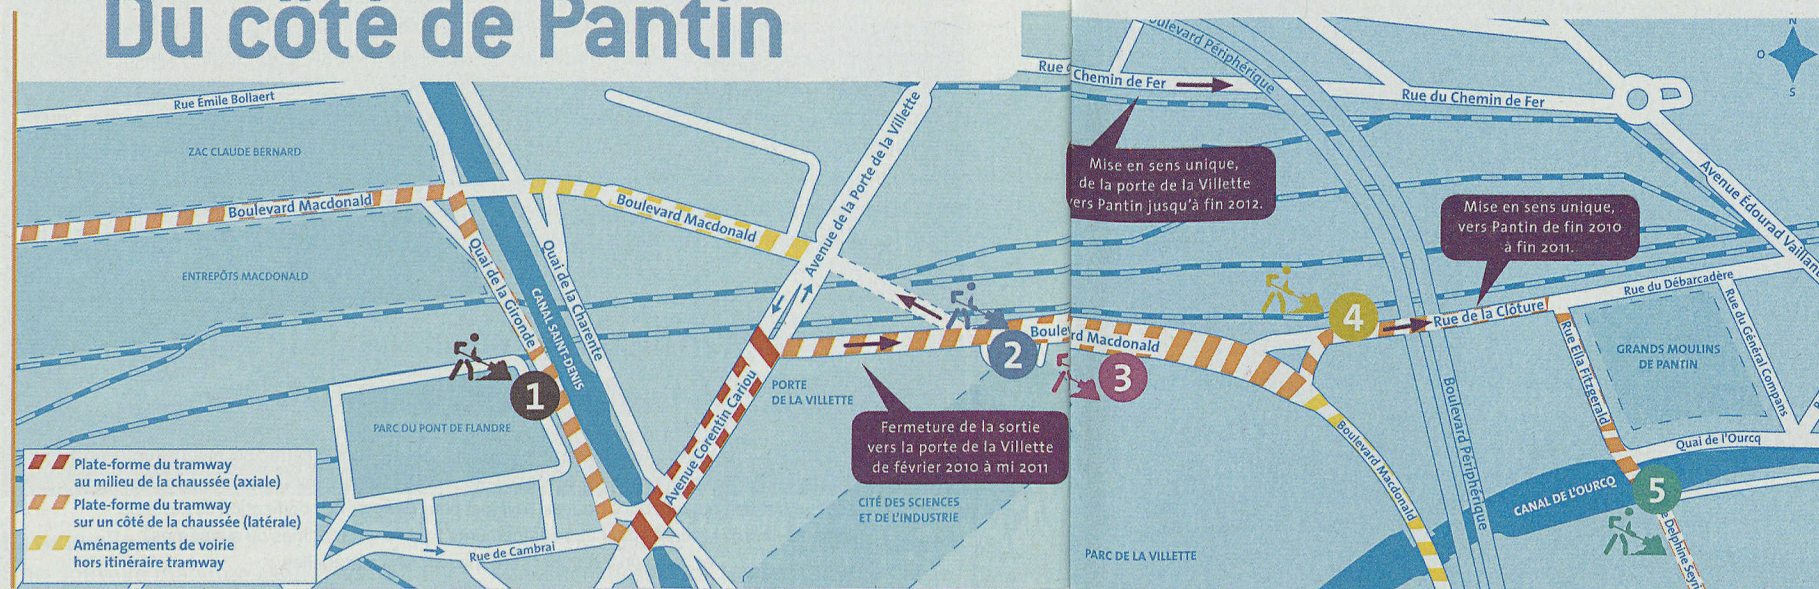 Du côté de Pantin
N
O
S
Rue Émile Bollaert
ZAC CLAUDE BERNARD
Boulevard Macdonald
ENTREPÔTS MACDONALD
Quai de la Gironde
CANAL SAINT-DENIS
Quai de la Charente
Boulevard Macdonald
Avenue de la Porte de la Villette
Rue
Chemin de Fer
Boulevard Périphérique
Rue du Chemin de Fer
Avenue Édourad Vaillant
Mise en sens unique,
de la porte de la Villette
vers Pantin jusqu'à fin 2012.
Mise en sens unique,
vers Pantin de fin 2010
à fin 2011.
1
2
3
4
5
Boulevard Macdonald
Rue de la Clôture
Rue du Débarcadère
Rue du Général Compans
Rue Ella Fitzgerald
GRANDS MOULINS
DE PANTIN
Quai de l'Ourcq
CANAL DE L'OURCQ
Boulevard Périphérique
Boulevard Macdonald
Delphine Seyri
PORTE
DE LA VILLETTE
Avenue Corentin Cariou
Fermeture de la sortie
vers la porte de la Villette
de février 2010 à mi 2011
CITÉ DES SCIENCES
ET DE L'INDUSTRIE
PARC DE LA VILLETTE
PARC DU PONT DE FLANDRE
Rue de Cambrai
Plate-forme du tramway
au milieu de la chaussée (axiale)
Plate-forme du tramway
sur un côté de la chaussée (latérale)
Aménagements de voirie
hors itinéraire tramway